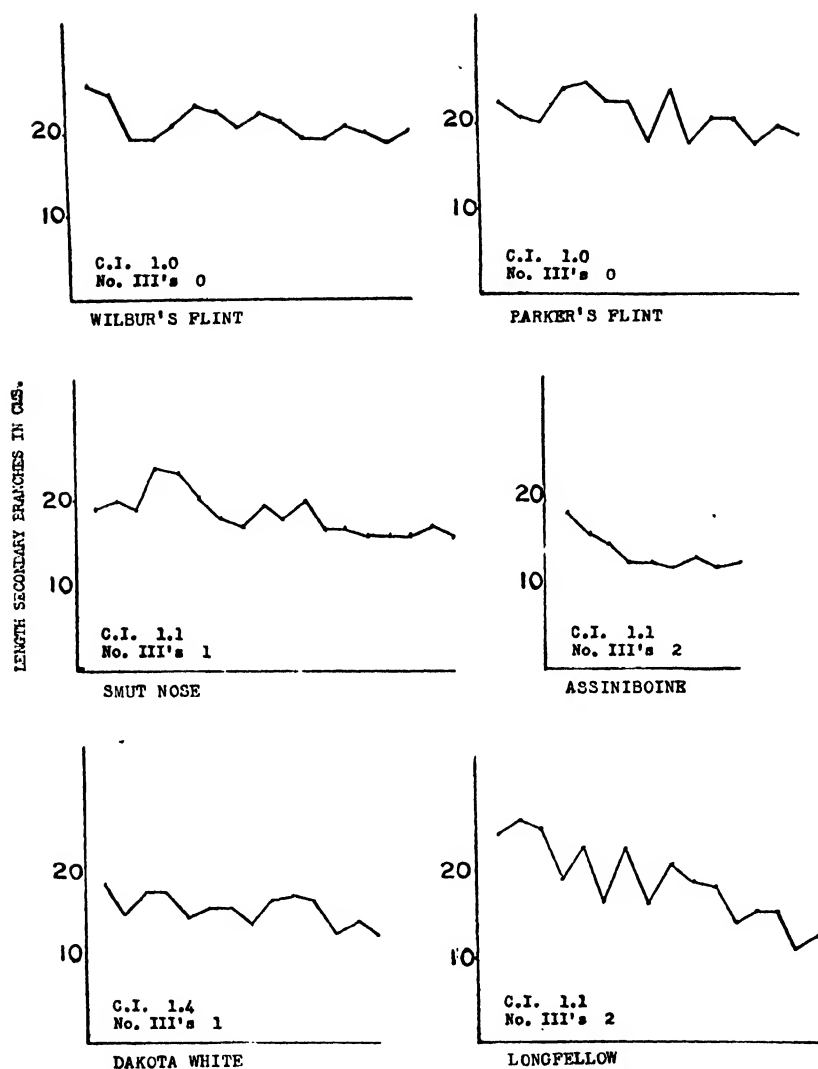 20
10
C.I. 1.0
No. III's 0
WILBUR'S FLINT
20
10
C.I. 1.0
No. III's 0
PARKER'S FLINT
LENGTH SECONDARY BRANCHES IN CMS.
20
10
C.I. 1.1
No. III's 1
SMUT NOSE
20
10
C.I. 1.1
No. III's 2
ASSINIBOINE
20
10
C.I. 1.4
No. III's 1
DAKOTA WHITE
20
10
C.I. 1.1
No. III's 2
LONGFELLOW